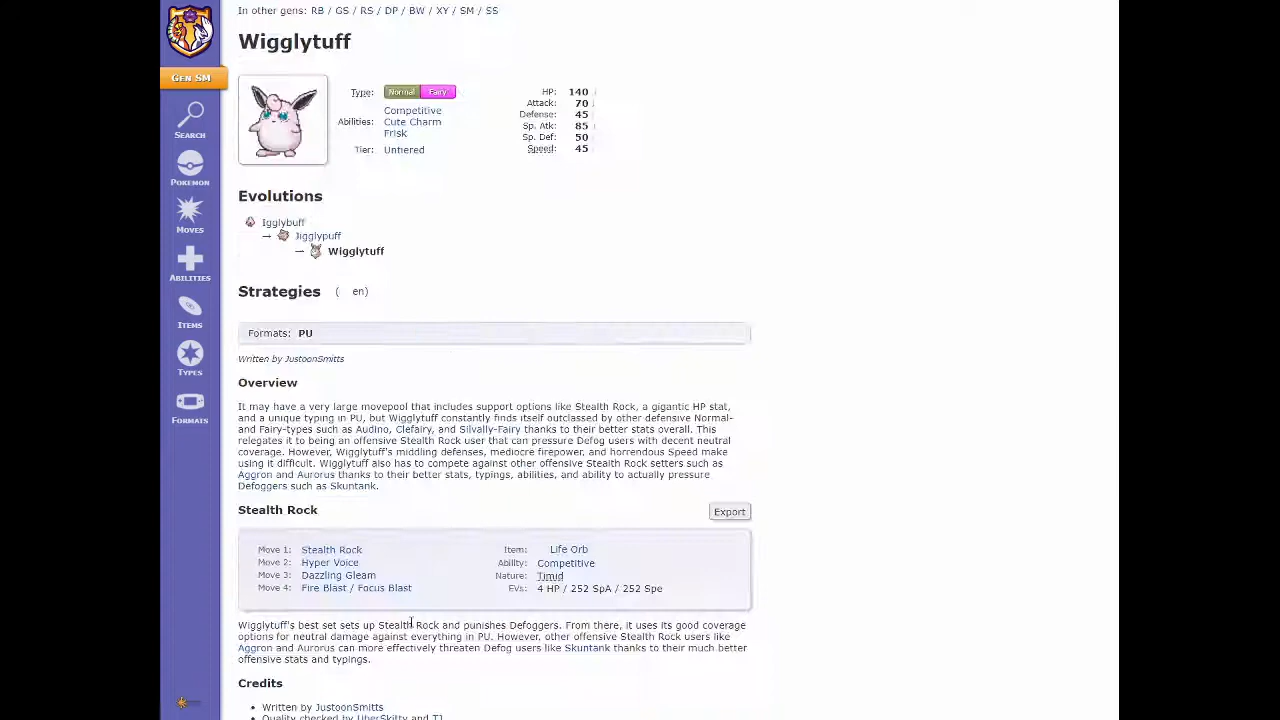 In other gens: RB / GS / RS / DP / BW / XY / SM / SS
Wigglytuff
GEN SM
SEARCH
POKEMON
MOVES
ABILITIES
ITEMS
TYPES
FORMATS
Type: Normal Fairy
Abilities: Competitive
Cute Charm
Frisk
Tier: Untiered
HP: 140
Attack: 70
Defense: 45
Sp. Atk: 85
Sp. Def: 50
Speed: 45
Evolutions
Igglybuff
→ Jigglypuff
→ Wigglytuff
Strategies ( en)
Formats: PU
Written by JustoonSmitts
Overview
It may have a very large movepool that includes support options like Stealth Rock, a gigantic HP stat,
and a unique typing in PU, but Wigglytuff constantly finds itself outclassed by other defensive Normal-
and Fairy-types such as Audino, Clefairy, and Silvally-Fairy thanks to their better stats overall. This
relegates it to being an offensive Stealth Rock user that can pressure Defog users with decent neutral
coverage. However, Wigglytuff's middling defenses, mediocre firepower, and horrendous Speed make
using it difficult. Wigglytuff also has to compete against other offensive Stealth Rock setters such as
Aggron and Aurorus thanks to their better stats, typings, abilities, and ability to actually pressure
Defoggers such as Skuntank.
Stealth Rock
Export
Move 1: Stealth Rock
Move 2: Hyper Voice
Move 3: Dazzling Gleam
Move 4: Fire Blast / Focus Blast
Item: Life Orb
Ability: Competitive
Nature: Timid
EVs: 4 HP / 252 SpA / 252 Spe
Wigglytuff's best set sets up Stealth Rock and punishes Defoggers. From there, it uses its good coverage
options for neutral damage against everything in PU. However, other offensive Stealth Rock users like
Aggron and Aurorus can more effectively threaten Defog users like Skuntank thanks to their much better
offensive stats and typings.
Credits
• Written by JustoonSmitts
• Quality checked by UberSkitty and TJ